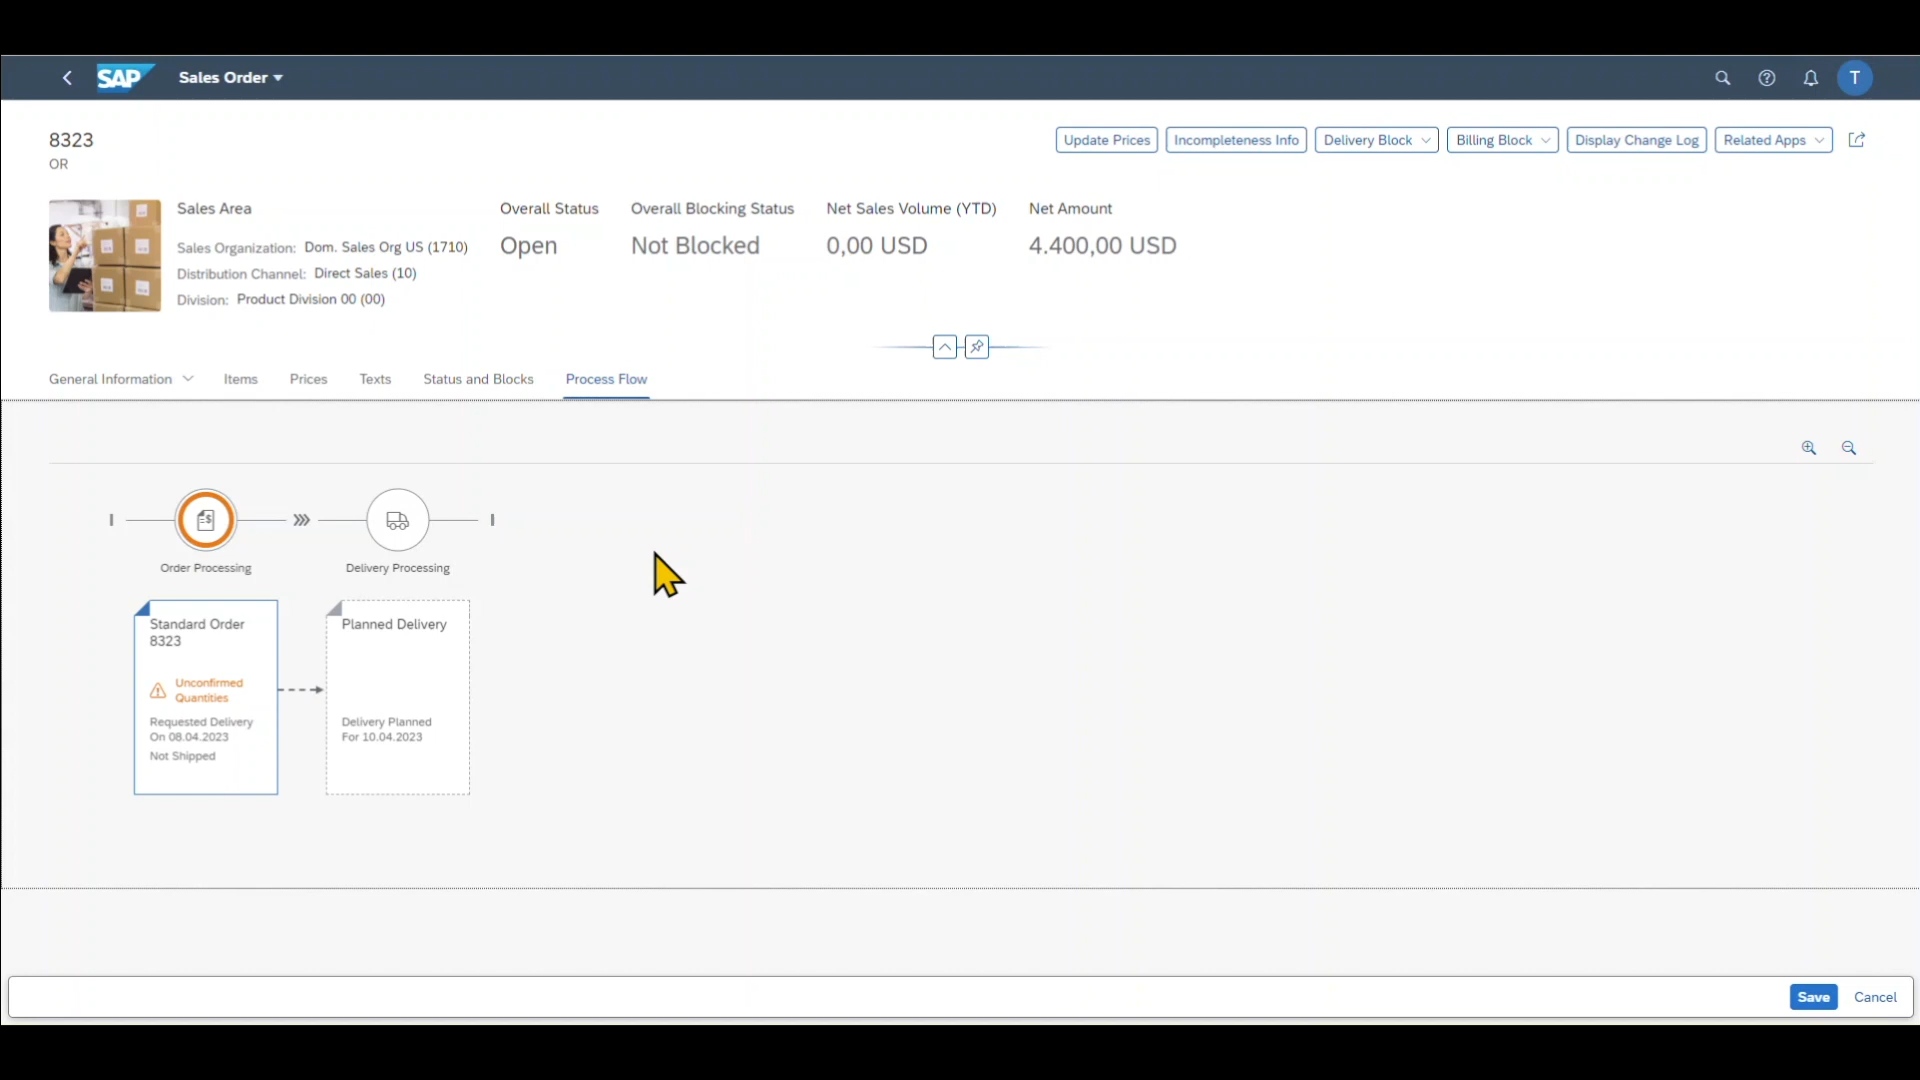 SAP Sales Order
T
8323
OR
Update Prices Incompleteness Info Delivery Block Billing Block Display Change Log Related Apps
Sales Area
Sales Organization: Dom. Sales Org US (1710)
Distribution Channel: Direct Sales (10)
Division: Product Division 00 (00)
Overall Status
Open
Overall Blocking Status
Not Blocked
Net Sales Volume (YTD)
0,00 USD
Net Amount
4.400,00 USD
General Information Items Prices Texts Status and Blocks Process Flow
Order Processing
Delivery Processing
Standard Order
8323
Unconfirmed
Quantities
Requested Delivery
On 08.04.2023
Not Shipped
Planned Delivery
Delivery Planned
For 10.04.2023
Save Cancel